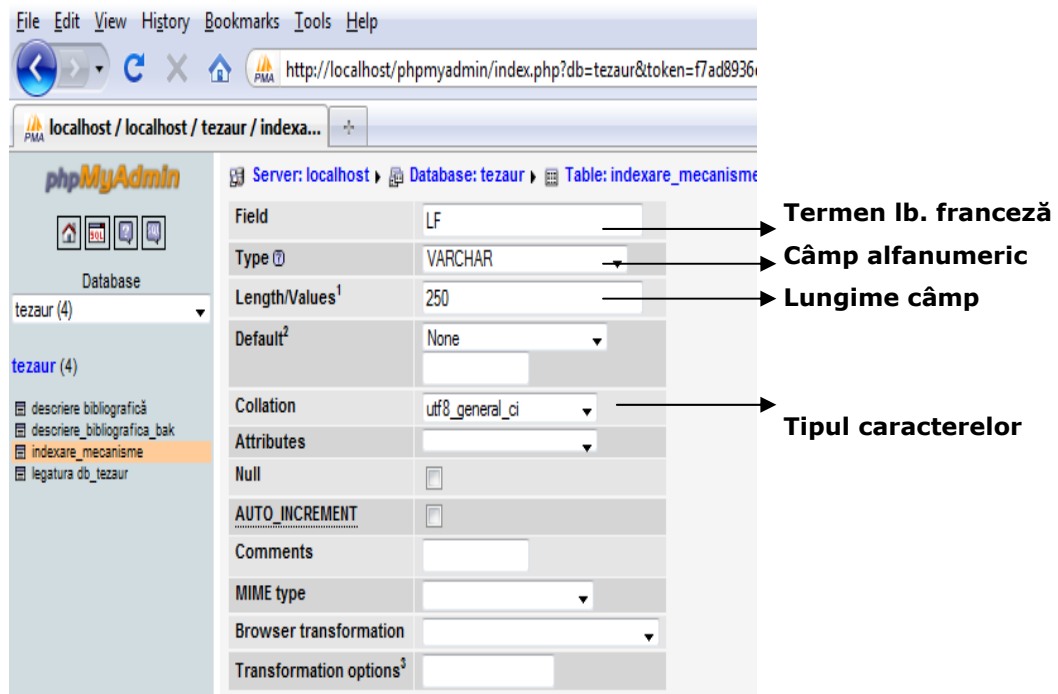 File Edit View History Bookmarks Tools Help
PMA http://localhost/phpmyadmin/index.php?db=tezaur&token=f7ad8936
PMA localhost / localhost / tezaur / indexa...
phpMyAdmin
SQL
Database
tezaur (4)
tezaur (4)
descriere bibliografică
descriere_bibliografica_bak
indexare_mecanisme
legatura db_tezaur
Server: localhost Database: tezaur Table: indexare_mecanisme
Field LF Termen lb. franceză
Type VARCHAR Câmp alfanumeric
Length/Values1 250 Lungime câmp
Default2 None
Collation utf8_general_ci Tipul caracterelor
Attributes
Null
AUTO_INCREMENT
Comments
MIME type
Browser transformation
Transformation options3